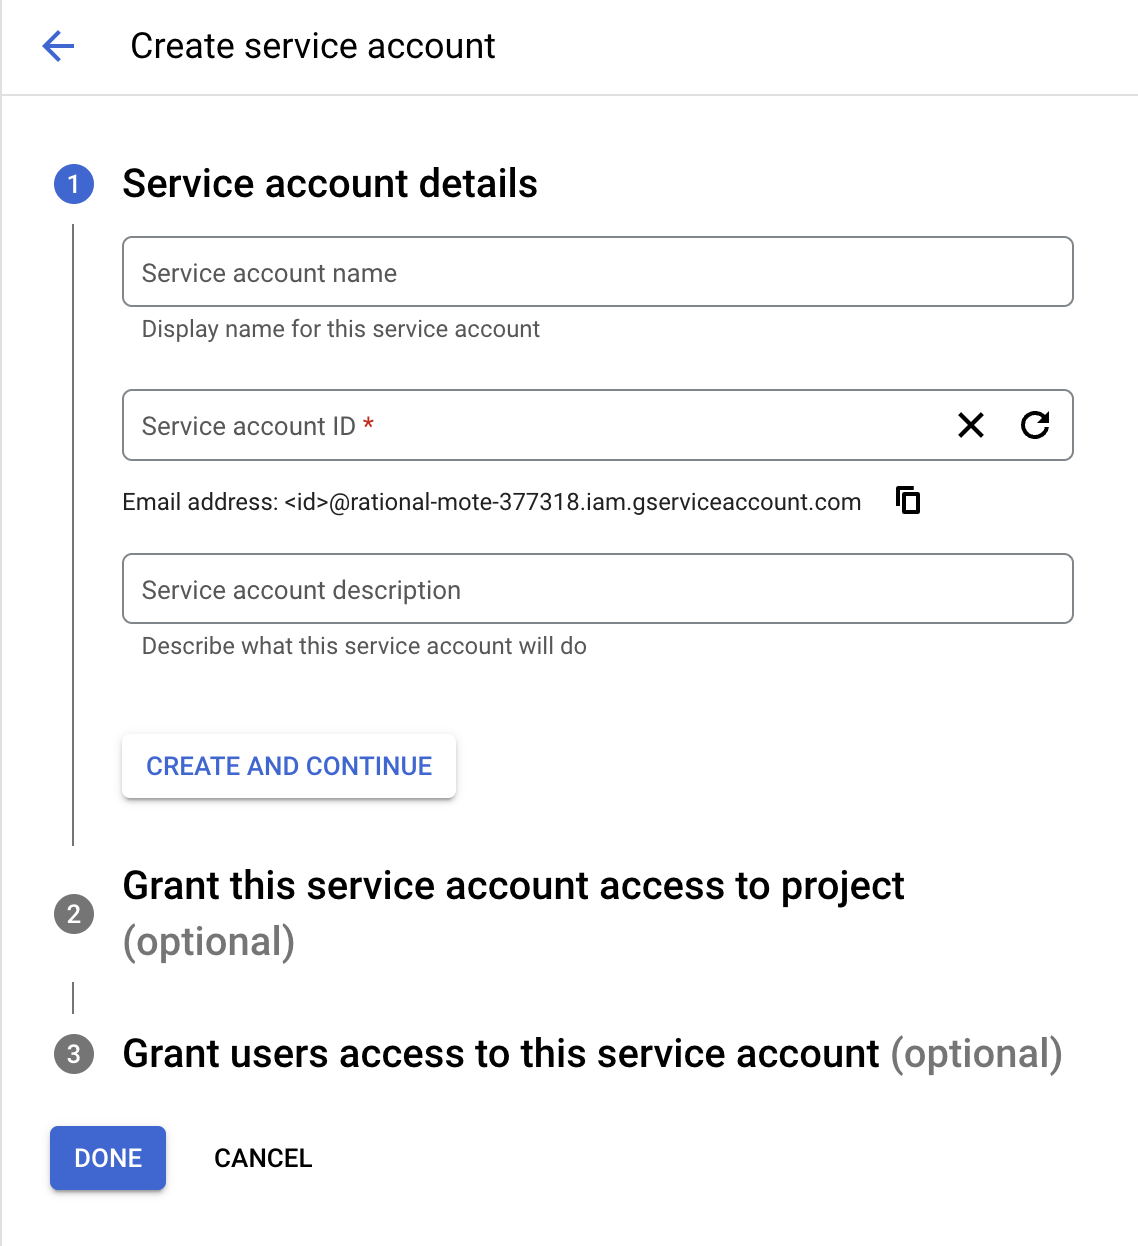 Create service account
1 Service account details
Service account name
Display name for this service account
Service account ID *
Email address: <id>@rational-mote-377318.iam.gserviceaccount.com
Service account description
Describe what this service account will do
CREATE AND CONTINUE
2 Grant this service account access to project
(optional)
3 Grant users access to this service account (optional)
DONE CANCEL